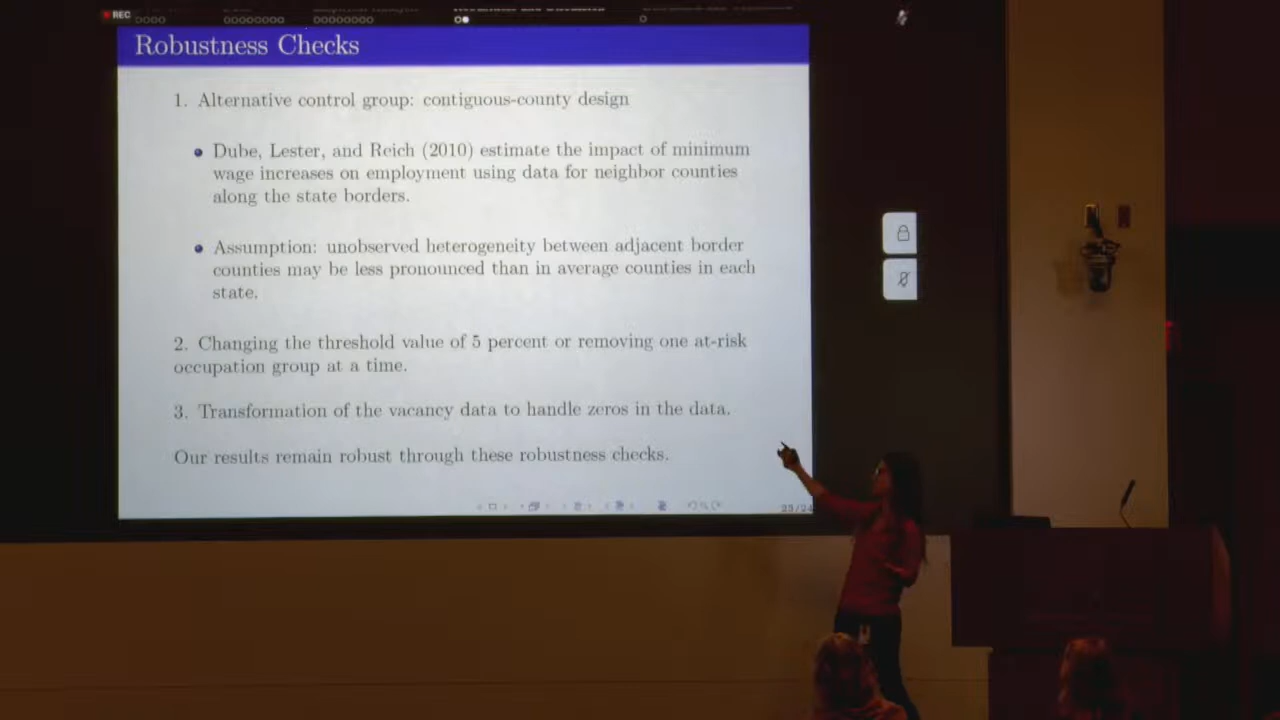 REC
Robustness Checks
1. Alternative control group: contiguous-county design
Dube, Lester, and Reich (2010) estimate the impact of minimum
wage increases on employment using data for neighbor counties
along the state borders.
Assumption: unobserved heterogeneity between adjacent border
counties may be less pronounced than in average counties in each
state.
2. Changing the threshold value of 5 percent or removing one at-risk
occupation group at a time.
3. Transformation of the vacancy data to handle zeros in the data.
Our results remain robust through these robustness checks.